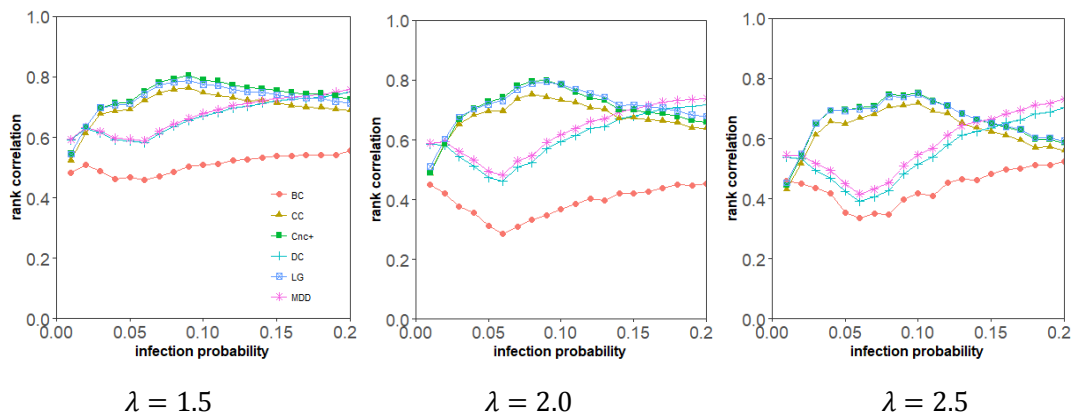 1.0
0.8
0.6
0.4
0.2
0.0
rank correlation
BC
CC
Cnc+
DC
LG
MDD
0.00 0.05 0.10 0.15 0.2
infection probability
λ = 1.5
1.0
0.8
0.6
0.4
0.2
0.0
rank correlation
0.00 0.05 0.10 0.15 0.2
infection probability
λ = 2.0
1.0
0.8
0.6
0.4
0.2
0.0
rank correlation
0.00 0.05 0.10 0.15 0.2
infection probability
λ = 2.5